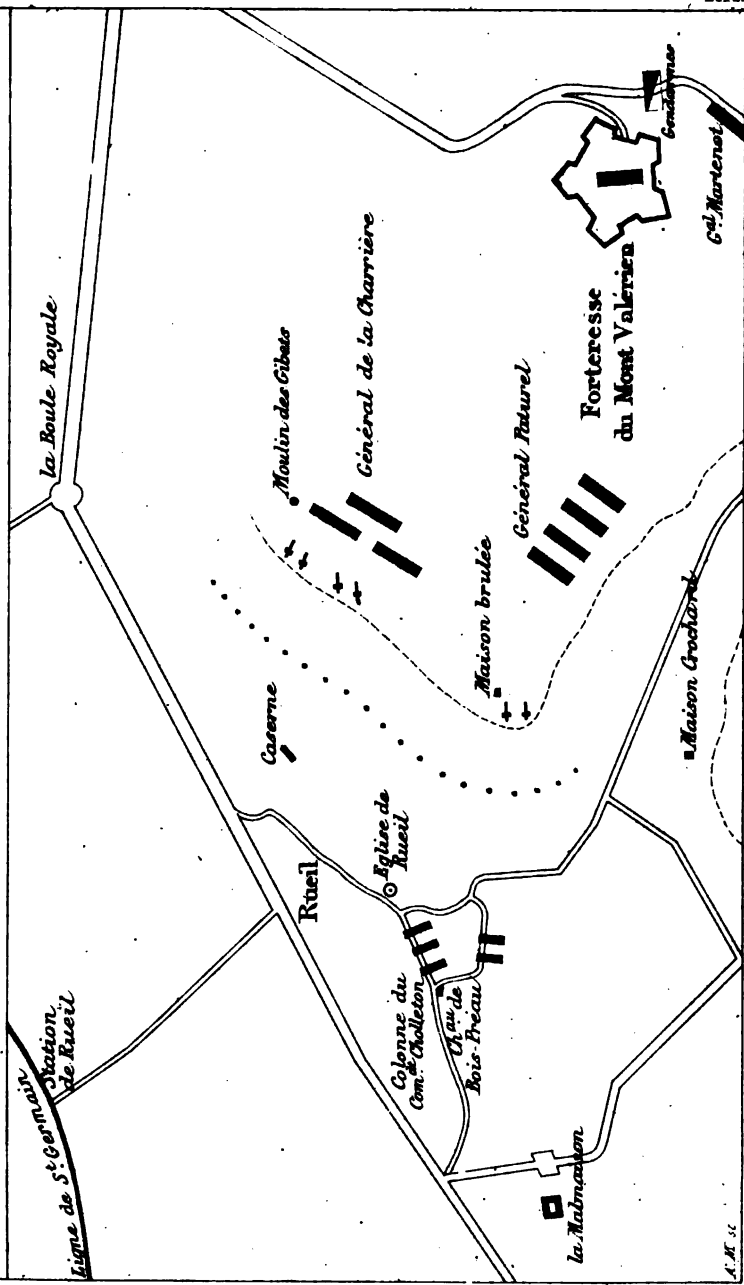 la Boule Royale
Moulin des Gibets
Général de la Charrière
Gendarmes
Gal Martenot
Forteresse
du Mont Valérien
Général Paturel
Maison brulée
Maison Crochard
Caserne
Rueil
Eglise de
Rueil
Colonne du
Comdt Cholleton
Chau de
Bois-Préau
Station
de Rueil
Ligne de St Germain
la Malmaison